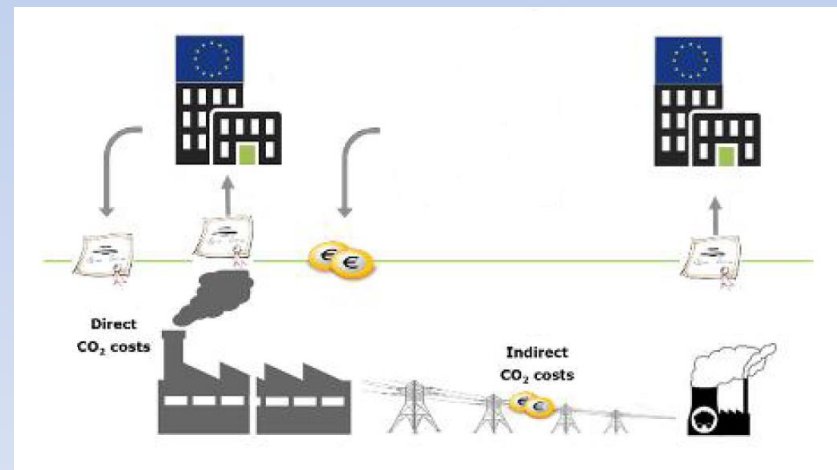 Direct
CO₂ costs
€
€
Indirect
CO₂ costs
€
€